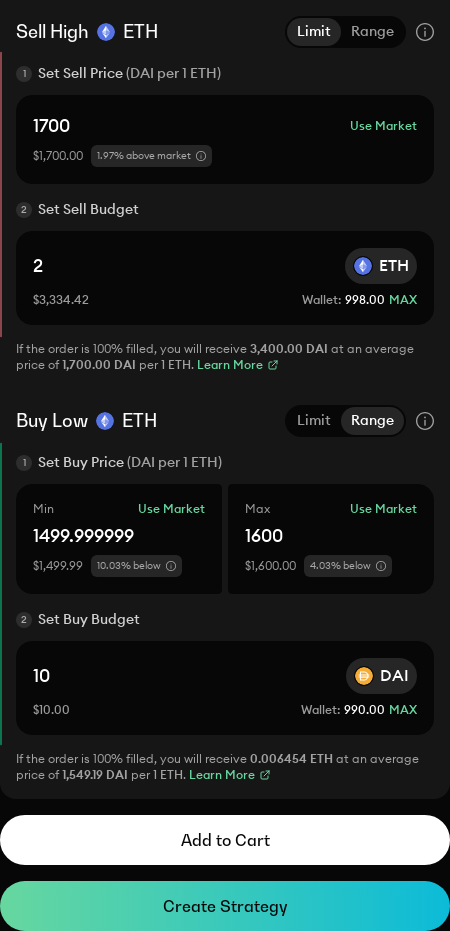 Sell High ETH Limit Range
1 Set Sell Price (DAI per 1 ETH)
1700 Use Market
$1,700.00 1.97% above market
2 Set Sell Budget
2 ETH
$3,334.42 Wallet: 998.00 MAX
If the order is 100% filled, you will receive 3,400.00 DAI at an average
price of 1,700.00 DAI per 1 ETH. Learn More
Buy Low ETH Limit Range
1 Set Buy Price (DAI per 1 ETH)
Min Use Market Max Use Market
1499.999999 1600
$1,499.99 10.03% below $1,600.00 4.03% below
2 Set Buy Budget
10 DAI
$10.00 Wallet: 990.00 MAX
If the order is 100% filled, you will receive 0.006454 ETH at an average
price of 1,549.19 DAI per 1 ETH. Learn More
Add to Cart
Create Strategy